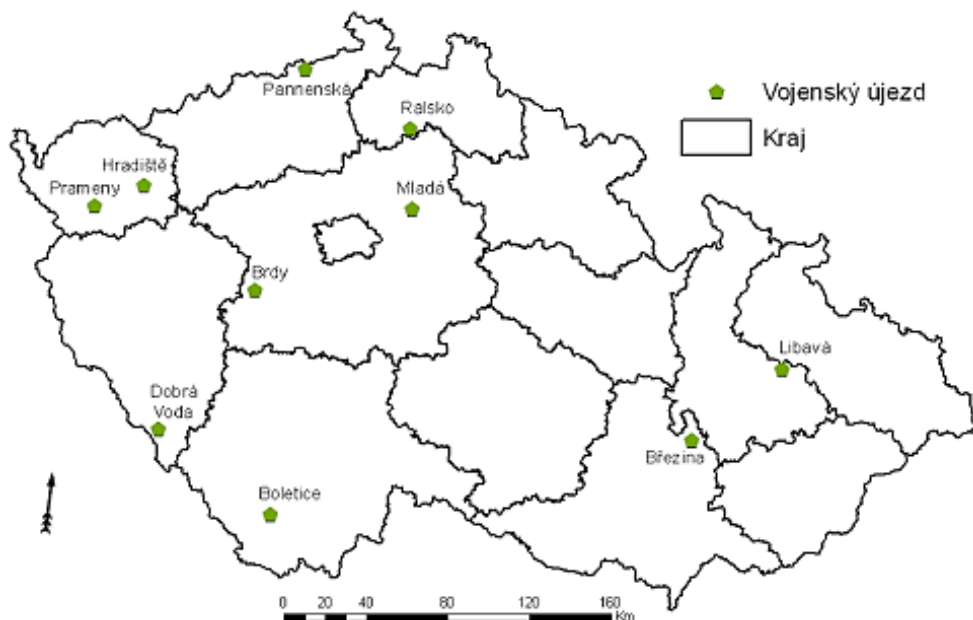 Pannenská
Ralsko
Vojenský újezd
Kraj
Hradiště
Prameny
Mladá
Brdy
Libavá
Dobrá
Voda
Březina
Boletice
0 20 40 80 120 160
Km